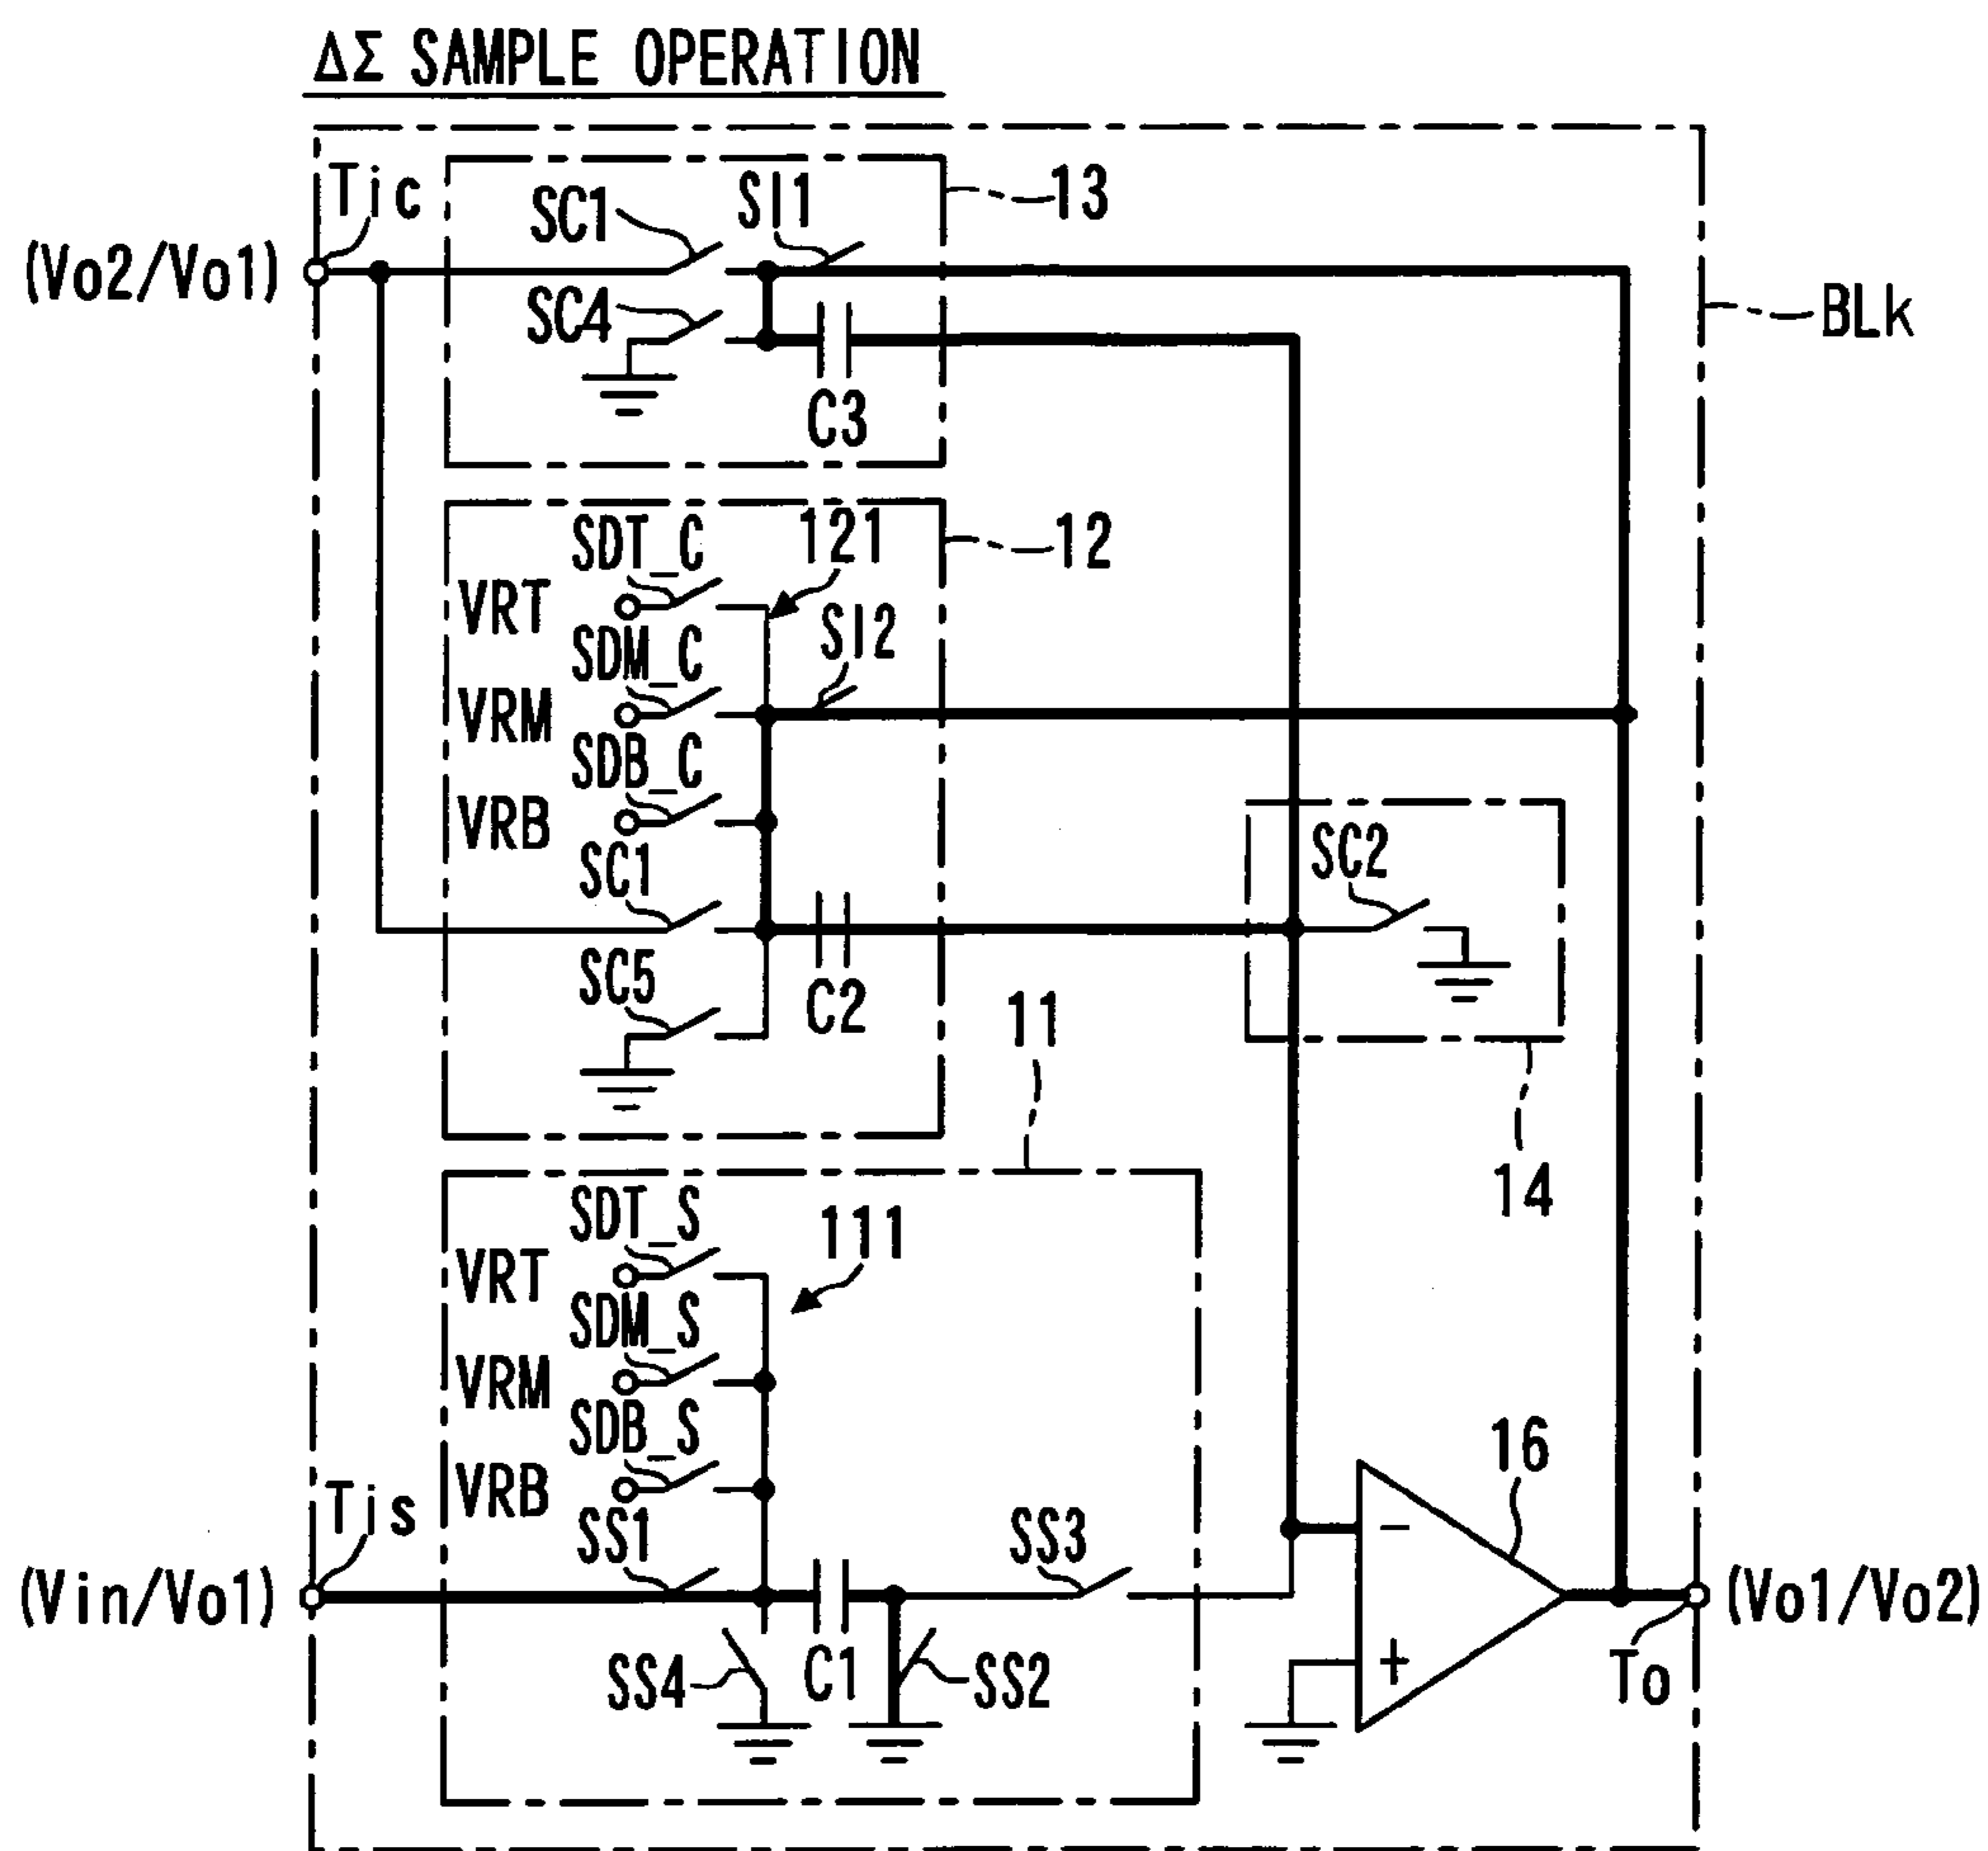 ΔΣ SAMPLE OPERATION
Tic
SC1
SI1
13
(Vo2/Vo1)
SC4
BLk
C3
SDT_C
121
12
VRT
SDM_C
SI2
VRM
SDB_C
VRB
SC1
SC2
SC5
C2
11
14
SDT_S
111
VRT
SDM_S
VRM
SDB_S
16
VRB
Tis
SS1
SS3
(Vin/Vo1)
(Vo1/Vo2)
SS4
C1
SS2
To
-
+